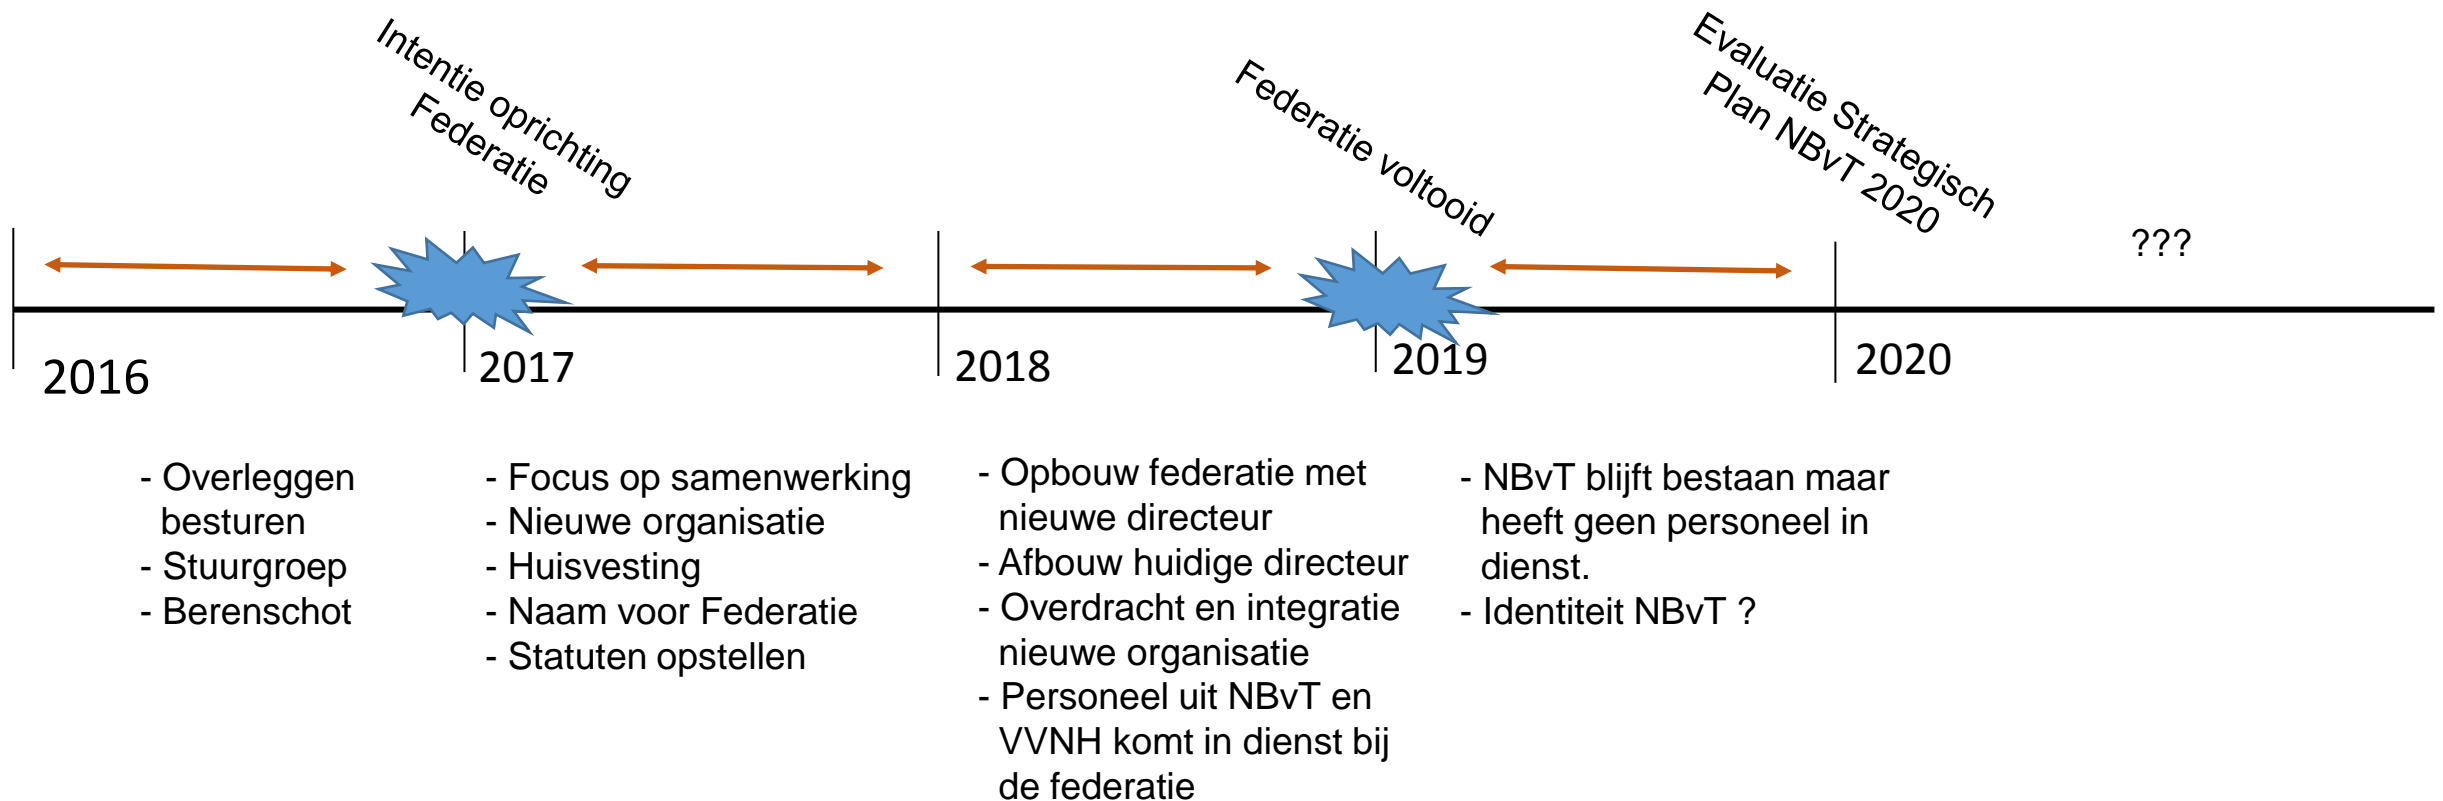 Intentie oprichting
Federatie
Federatie voltooid
Evaluatie Strategisch
Plan NBvT 2020
???
2016
2017
2018
2019
2020
- Overleggen
besturen
- Stuurgroep
- Berenschot
- Focus op samenwerking
- Nieuwe organisatie
- Huisvesting
- Naam voor Federatie
- Statuten opstellen
- Opbouw federatie met
nieuwe directeur
- Afbouw huidige directeur
- Overdracht en integratie
nieuwe organisatie
- Personeel uit NBvT en
VVNH komt in dienst bij
de federatie
- NBvT blijft bestaan maar
heeft geen personeel in
dienst.
- Identiteit NBvT ?